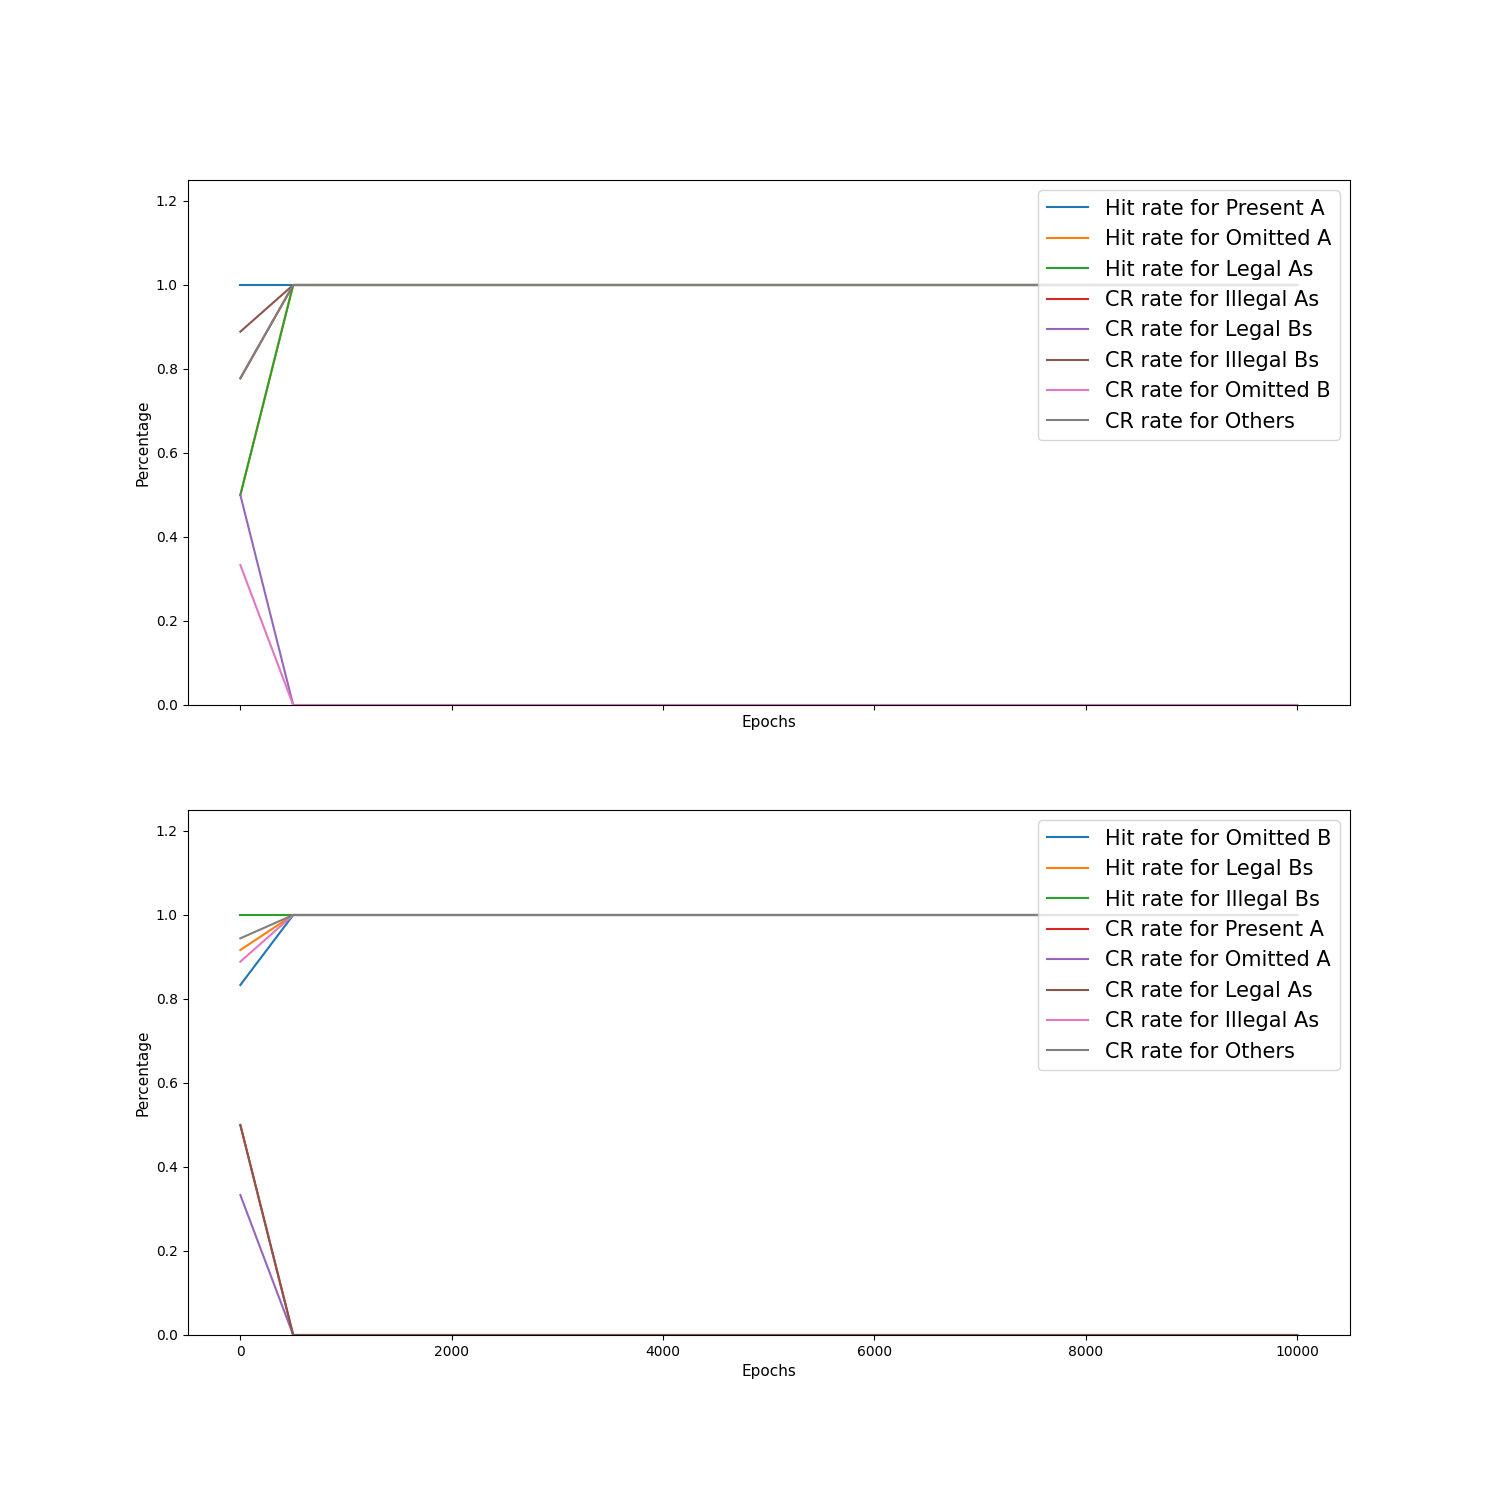 1.2
1.0
0.8
0.6
0.4
0.2
0.0
Percentage
Epochs
Hit rate for Present A
Hit rate for Omitted A
Hit rate for Legal As
CR rate for Illegal As
CR rate for Legal Bs
CR rate for Illegal Bs
CR rate for Omitted B
CR rate for Others
1.2
1.0
0.8
0.6
0.4
0.2
0.0
Percentage
Hit rate for Omitted B
Hit rate for Legal Bs
Hit rate for Illegal Bs
CR rate for Present A
CR rate for Omitted A
CR rate for Legal As
CR rate for Illegal As
CR rate for Others
0 2000 4000 6000 8000 10000
Epochs